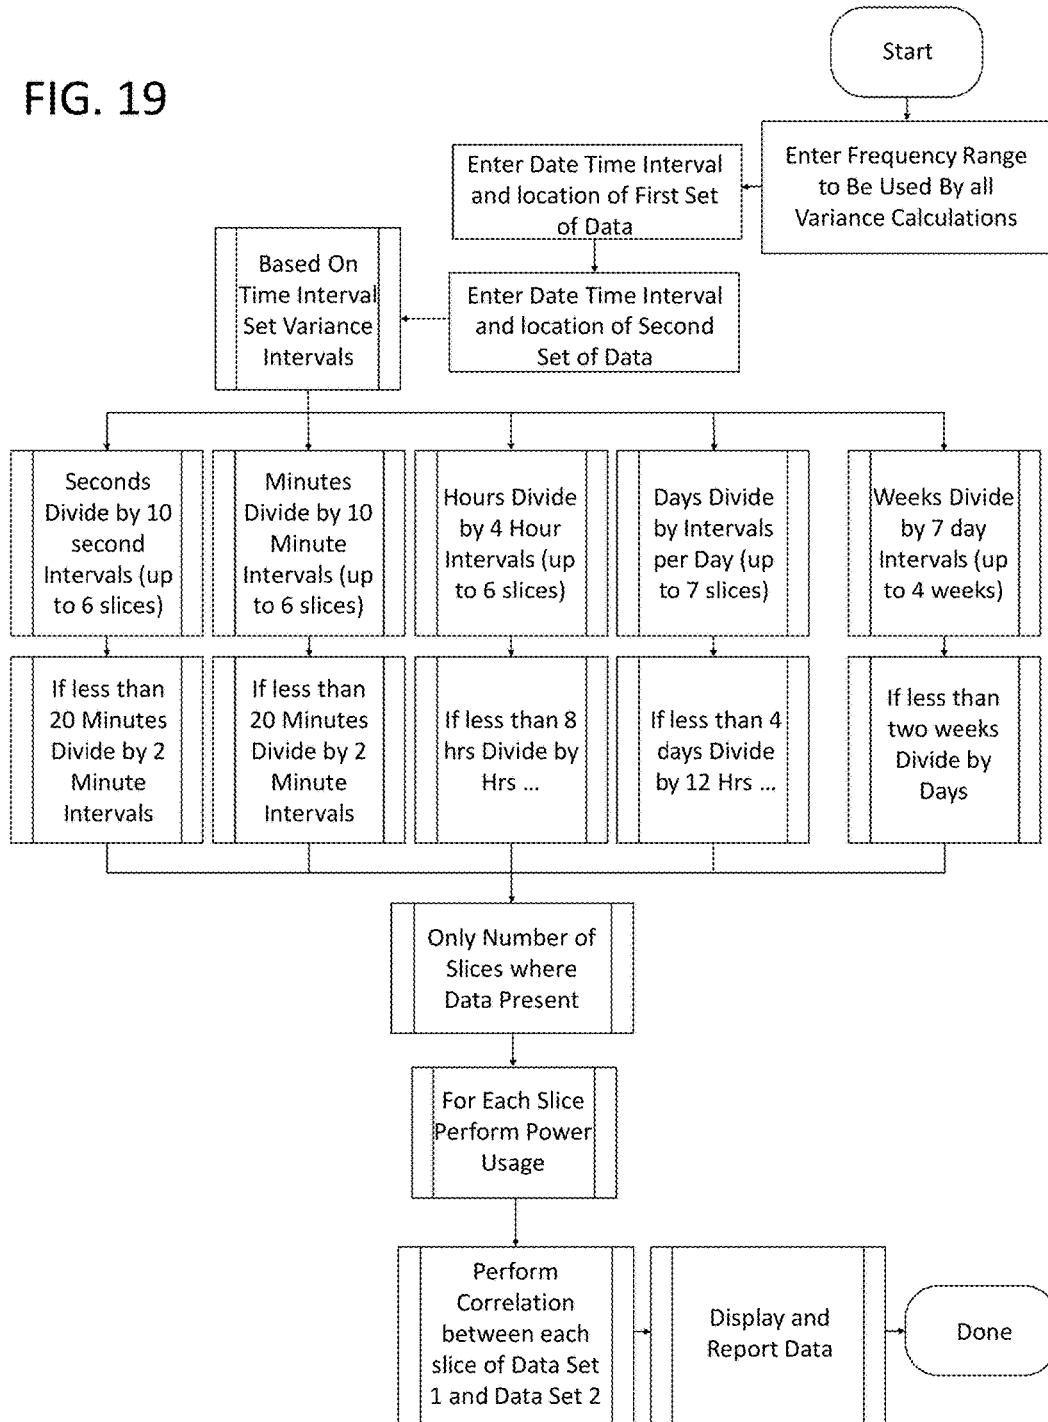 FIG. 19
Start
Enter Frequency Range
to Be Used By all
Variance Calculations
Enter Date Time Interval
and location of First Set
of Data
Enter Date Time Interval
and location of Second
Set of Data
Based On
Time Interval
Set Variance
Intervals
Seconds
Divide by 10
second
Intervals (up
to 6 slices)
Minutes
Divide by 10
Minute
Intervals (up
to 6 slices)
Hours Divide
by 4 Hour
Intervals (up
to 6 slices)
Days Divide
by Intervals
per Day (up
to 7 slices)
Weeks Divide
by 7 day
Intervals (up
to 4 weeks)
If less than
20 Minutes
Divide by 2
Minute
Intervals
If less than
20 Minutes
Divide by 2
Minute
Intervals
If less than 8
hrs Divide by
Hrs ...
If less than 4
days Divide
by 12 Hrs ...
If less than
two weeks
Divide by
Days
Only Number of
Slices where
Data Present
For Each Slice
Perform Power
Usage
Perform
Correlation
between each
slice of Data Set
1 and Data Set 2
Display and
Report Data
Done